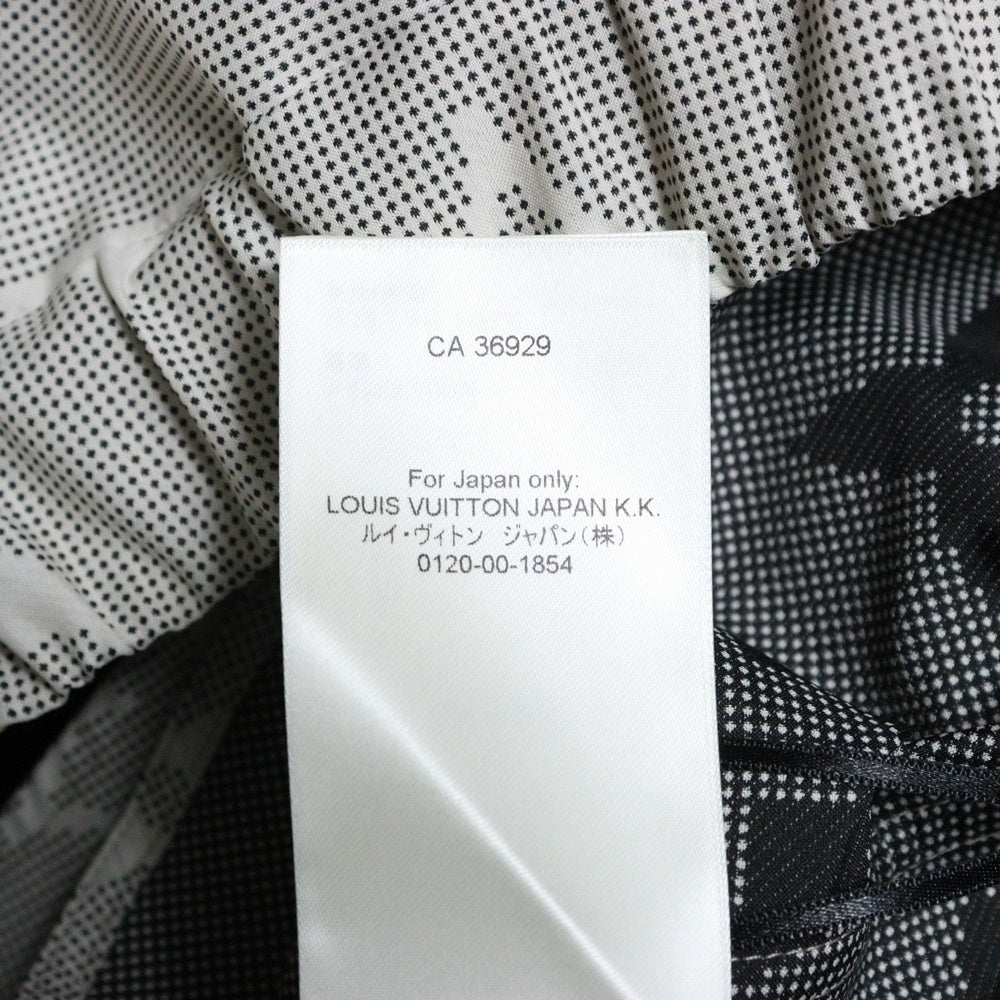 CA 36929
For Japan only:
LOUIS VUITTON JAPAN K.K.
ルイ・ヴィトン ジャパン(株)
0120-00-1854